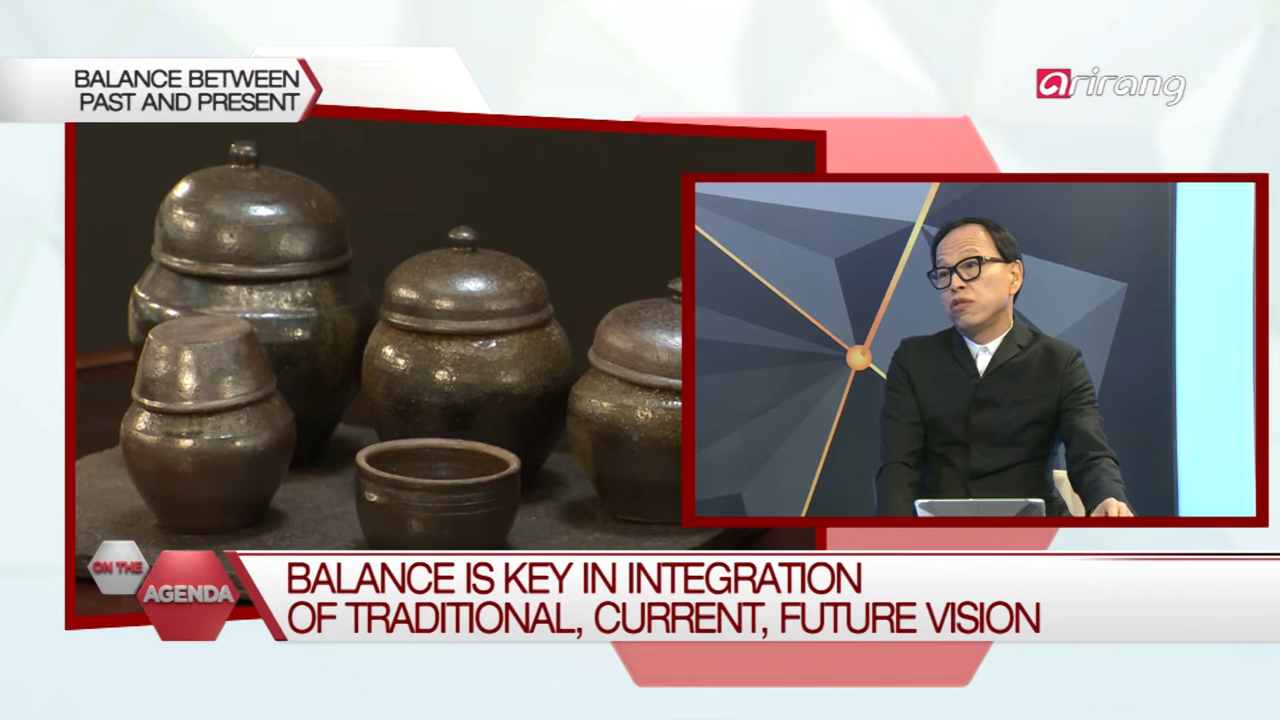 BALANCE BETWEEN
PAST AND PRESENT
arirang
ON THE
AGENDA
BALANCE IS KEY IN INTEGRATION
OF TRADITIONAL, CURRENT, FUTURE VISION